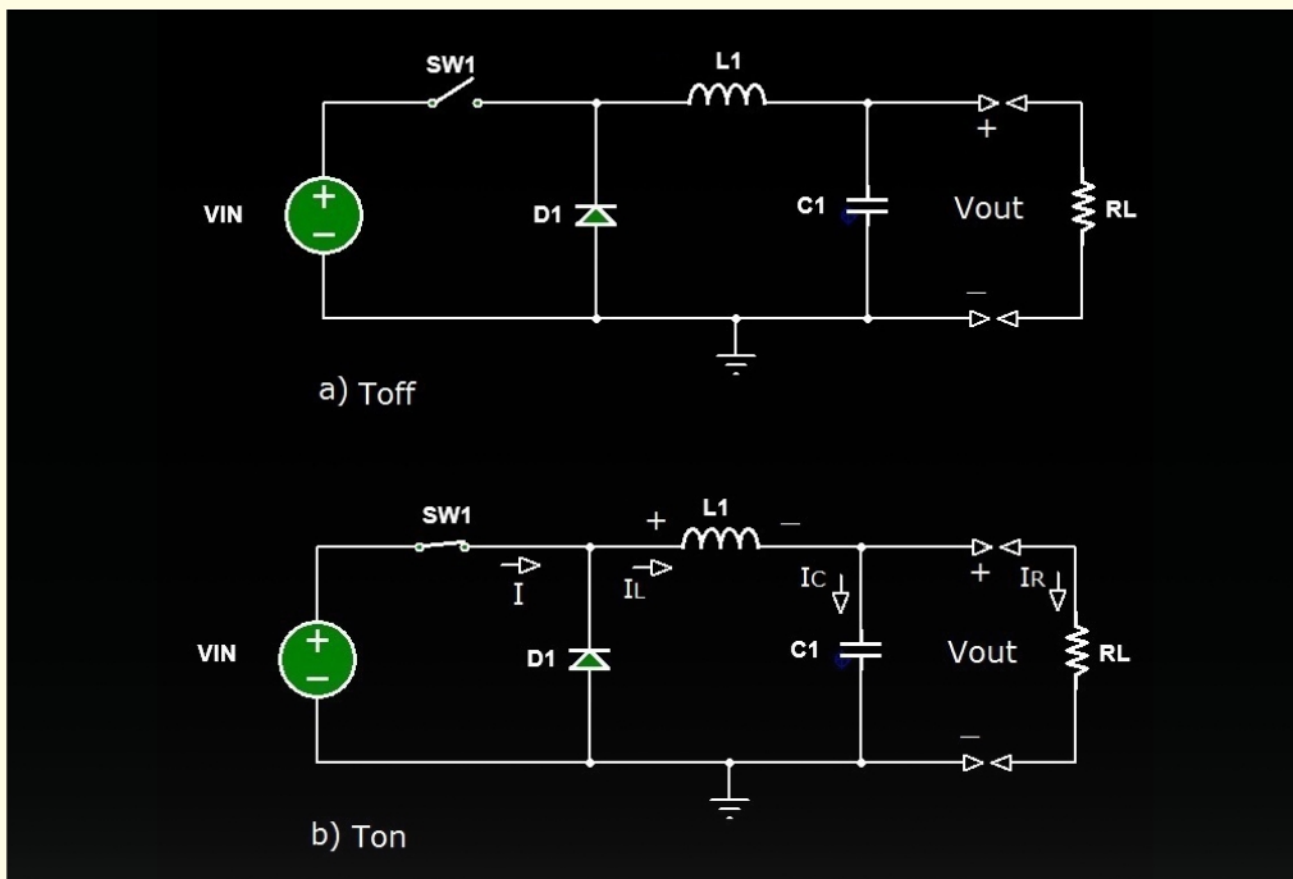 SW1
L1
+
VIN
+
−
D1
C1
Vout
RL
−
a) Toff
SW1
L1
+
−
I
IL
IC
+
IR
VIN
+
−
D1
C1
Vout
RL
−
b) Ton